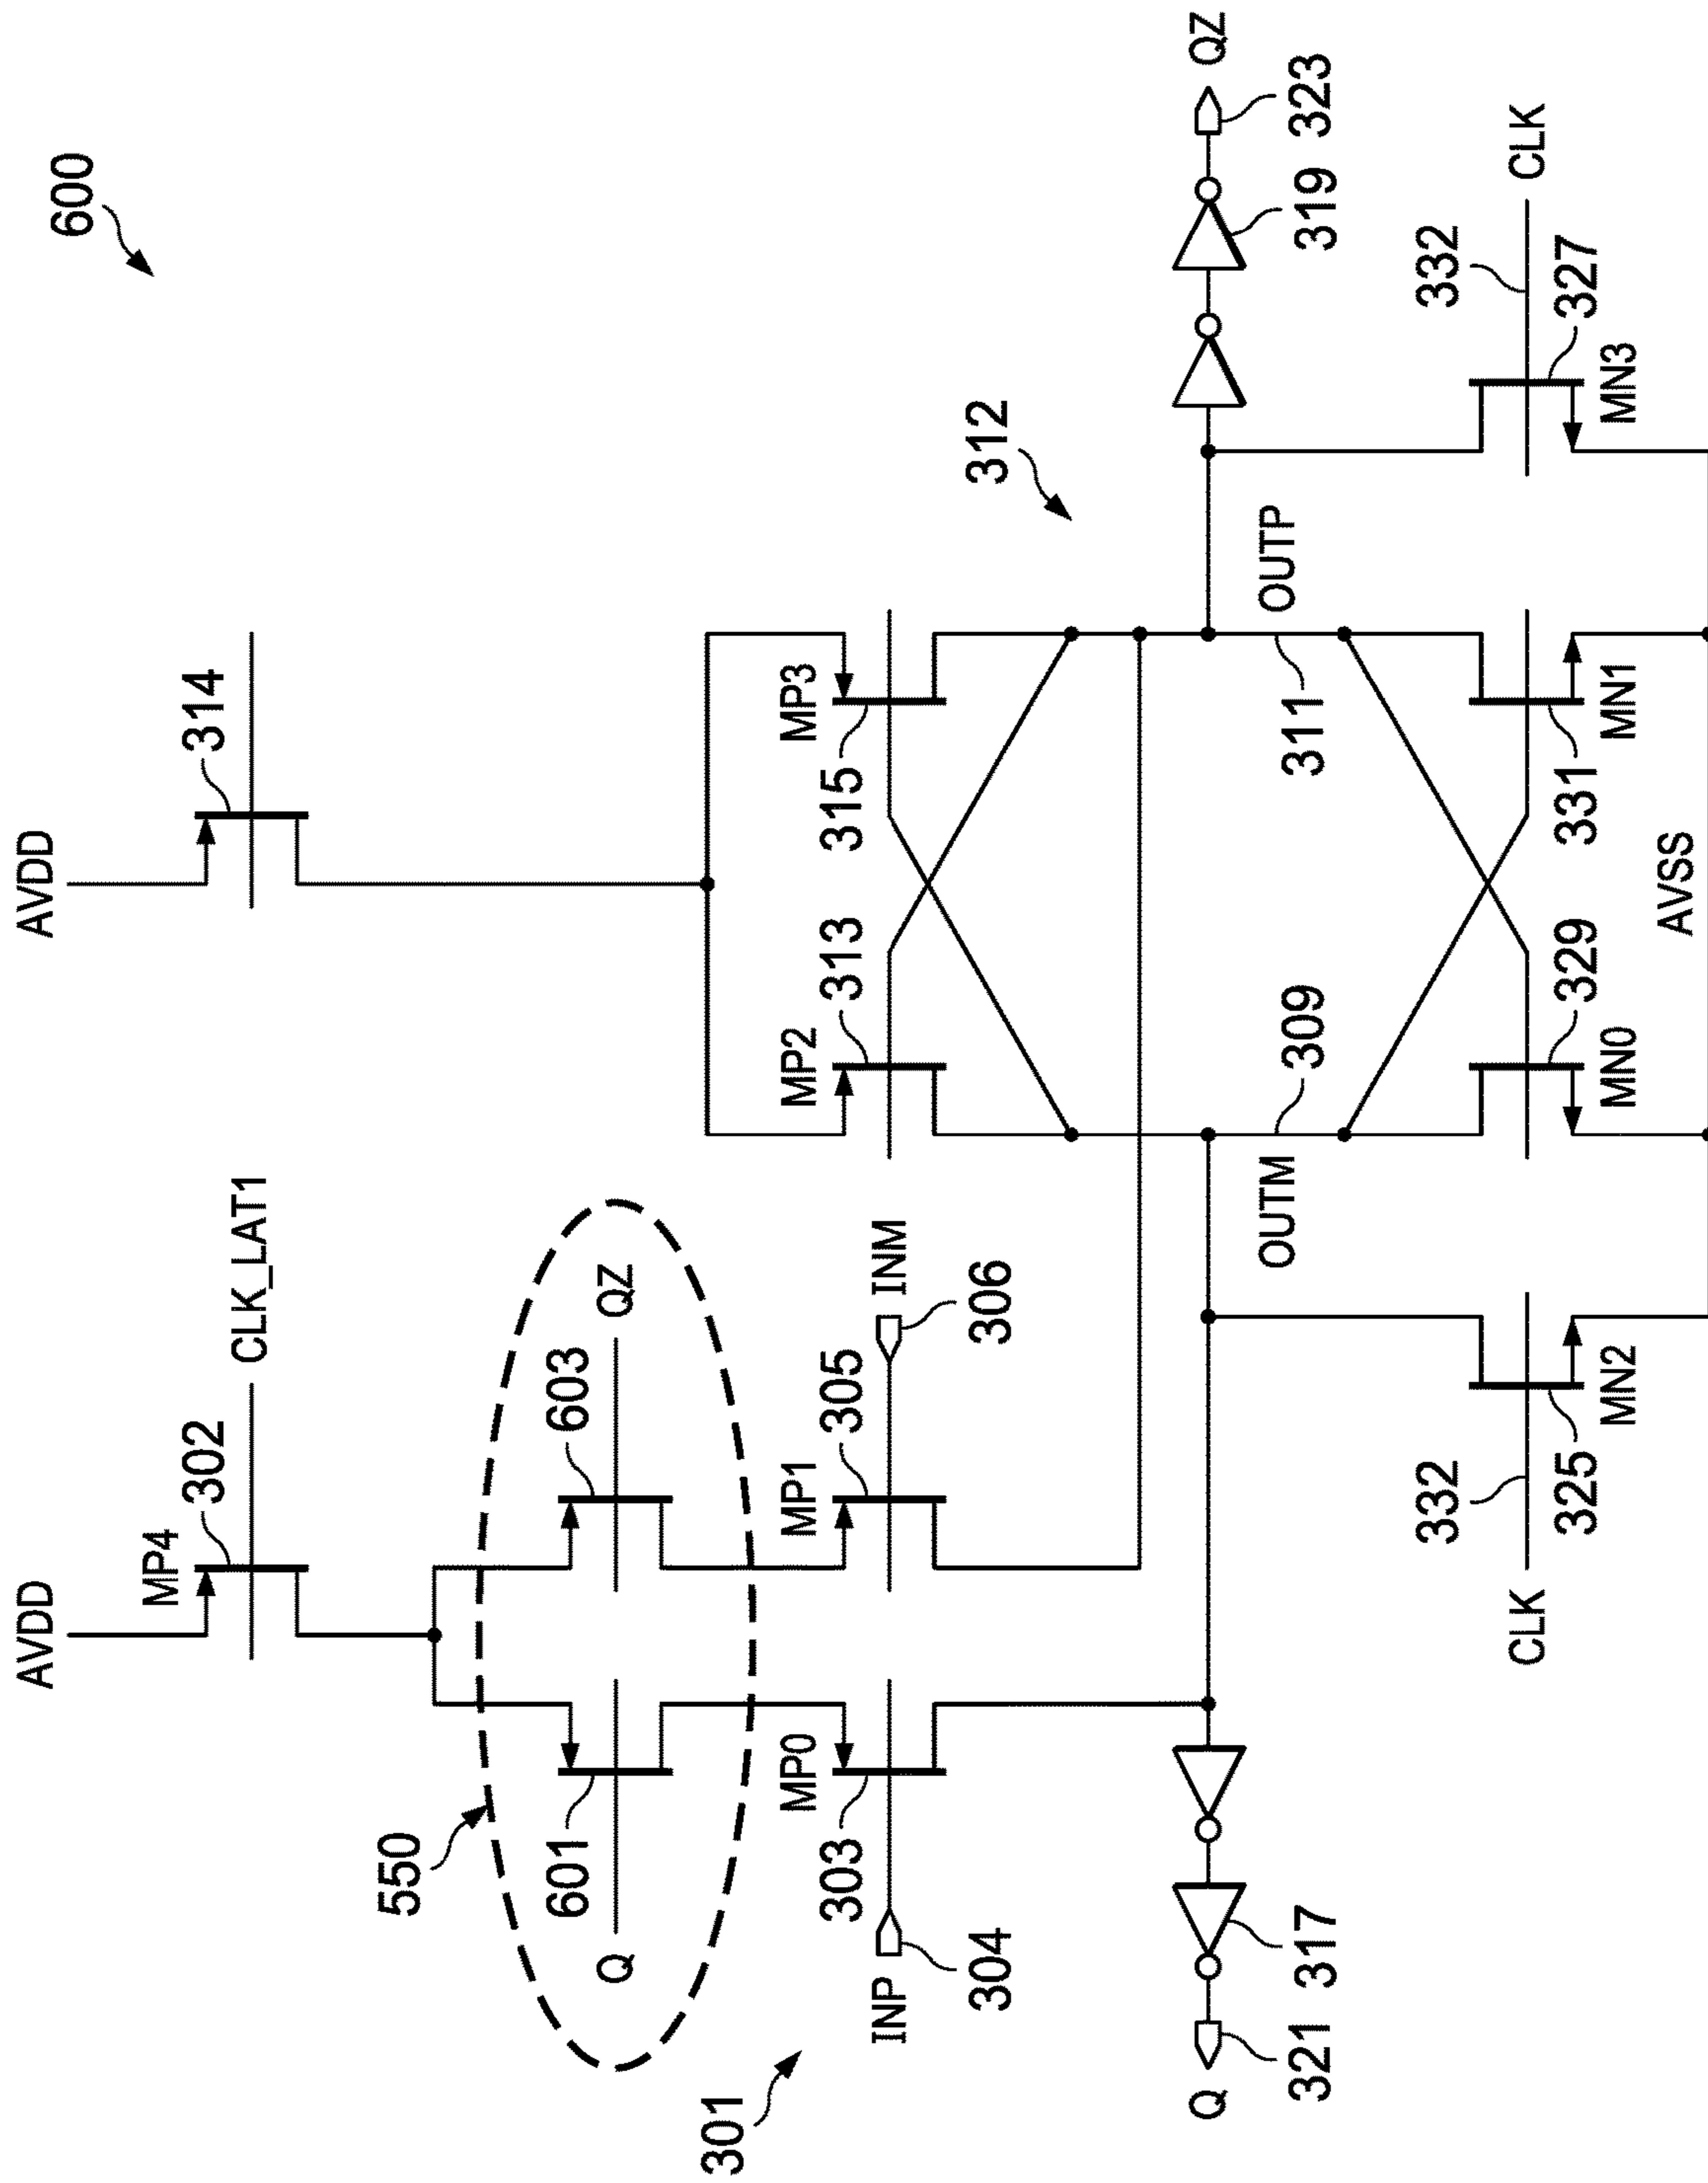 600
AVDD
AVDD
MP4
302
CLK_LAT1
314
550
601
603
Q
QZ
MP0
303
MP1
305
MP2
313
315
MP3
301
INP
304
INM
306
312
Q
321
317
OUTM
309
311
OUTP
319
323
QZ
CLK
332
325
MN2
MN0
329
331
MN1
AVSS
332
327
MN3
CLK